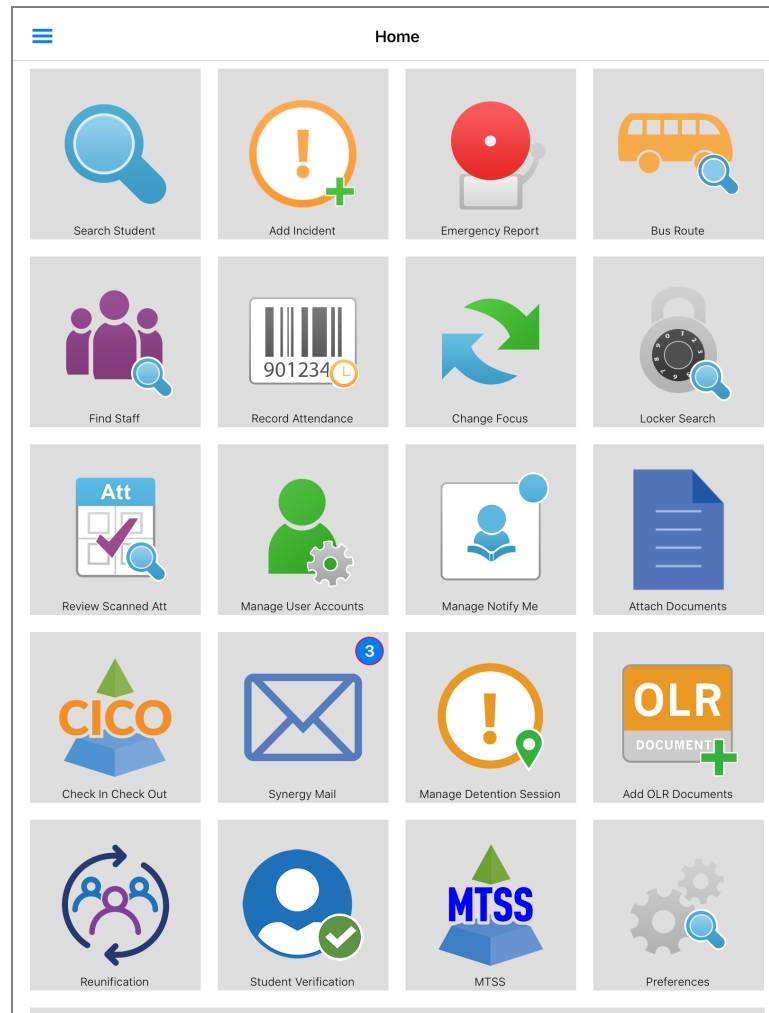 Home
Search Student
Add Incident
Emergency Report
Bus Route
901234
Find Staff
Record Attendance
Change Focus
Locker Search
Att
Review Scanned Att
Manage User Accounts
Manage Notify Me
Attach Documents
CICO
3
OLR
DOCUMENT
Check In Check Out
Synergy Mail
Manage Detention Session
Add OLR Documents
MTSS
Reunification
Student Verification
MTSS
Preferences